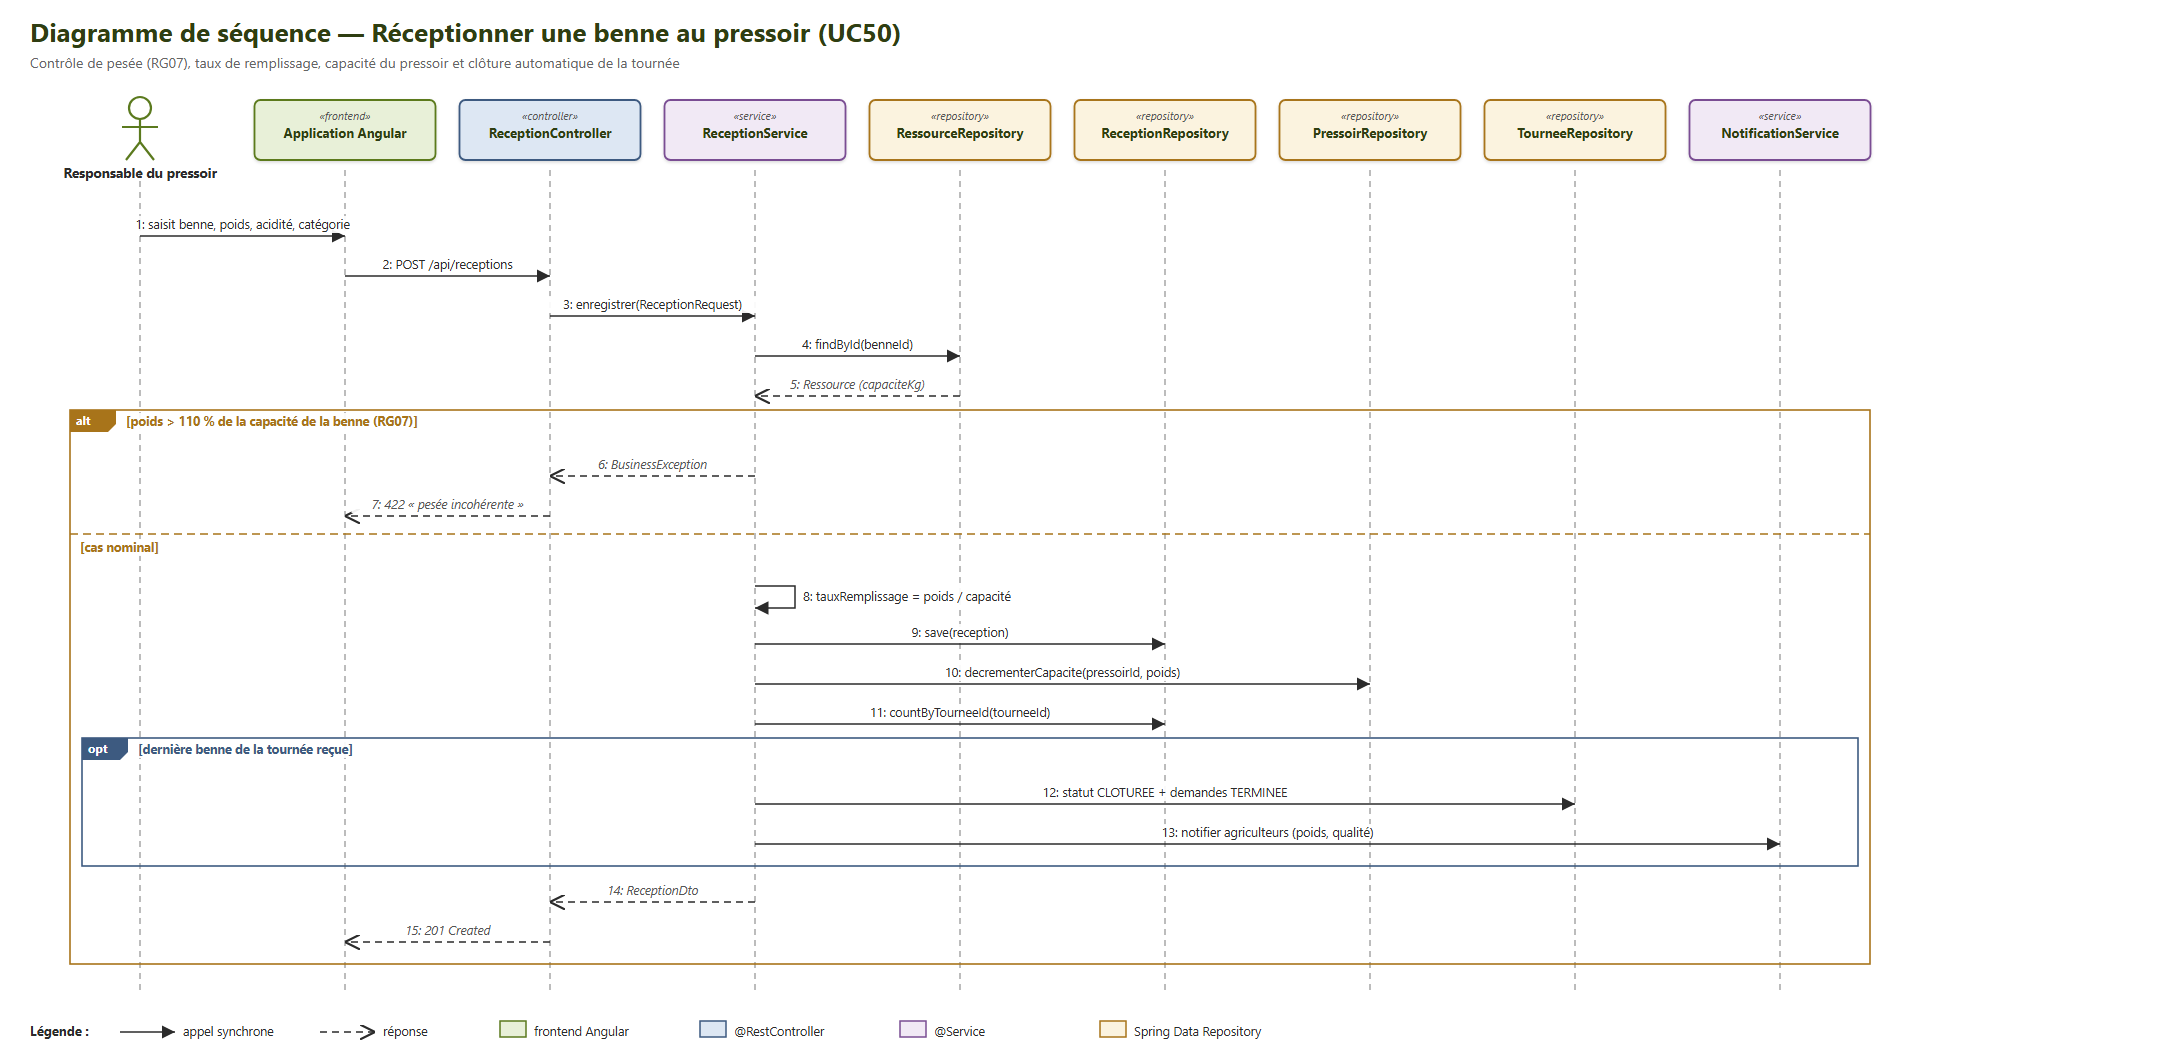 Diagramme de séquence — Réceptionner une benne au pressoir (UC50)
Contrôle de pesée (RG07), taux de remplissage, capacité du pressoir et clôture automatique de la tournée
Responsable du pressoir
«frontend»
Application Angular
«controller»
ReceptionController
«service»
ReceptionService
«repository»
RessourceRepository
«repository»
ReceptionRepository
«repository»
PressoirRepository
«repository»
TourneeRepository
«service»
NotificationService
1: saisit benne, poids, acidité, catégorie
2: POST /api/receptions
3: enregistrer(ReceptionRequest)
4: findById(benneId)
5: Ressource (capaciteKg)
alt [poids > 110 % de la capacité de la benne (RG07)]
6: BusinessException
7: 422 « pesée incohérente »
[cas nominal]
8: tauxRemplissage = poids / capacité
9: save(reception)
10: decrementerCapacite(pressoirId, poids)
11: countByTourneeId(tourneeId)
opt [dernière benne de la tournée reçue]
12: statut CLOTUREE + demandes TERMINEE
13: notifier agriculteurs (poids, qualité)
14: ReceptionDto
15: 201 Created
Légende : appel synchrone réponse frontend Angular @RestController @Service Spring Data Repository